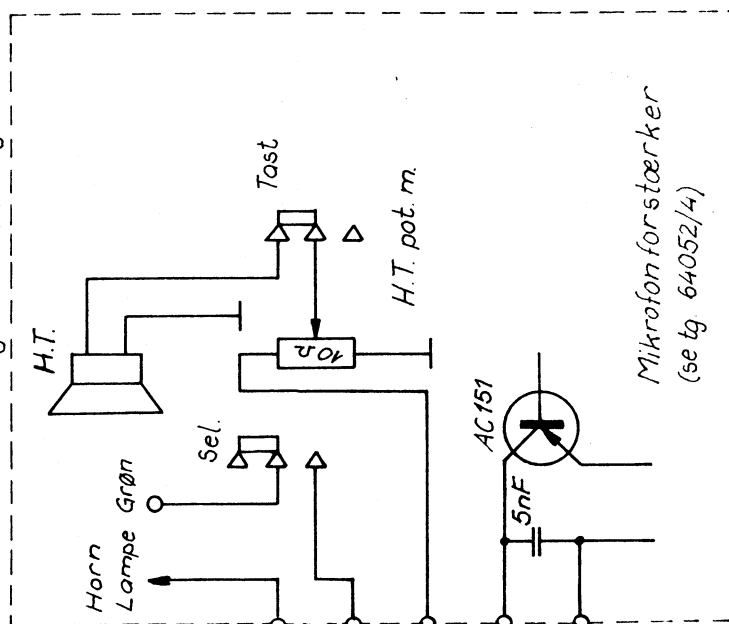 H.T.
Tast
H.T. pot. m.
10Ω
Sel.
Grøn
Horn
Lampe
AC151
5nF
Mikrofonforstærker
(se tg. 64052/4)